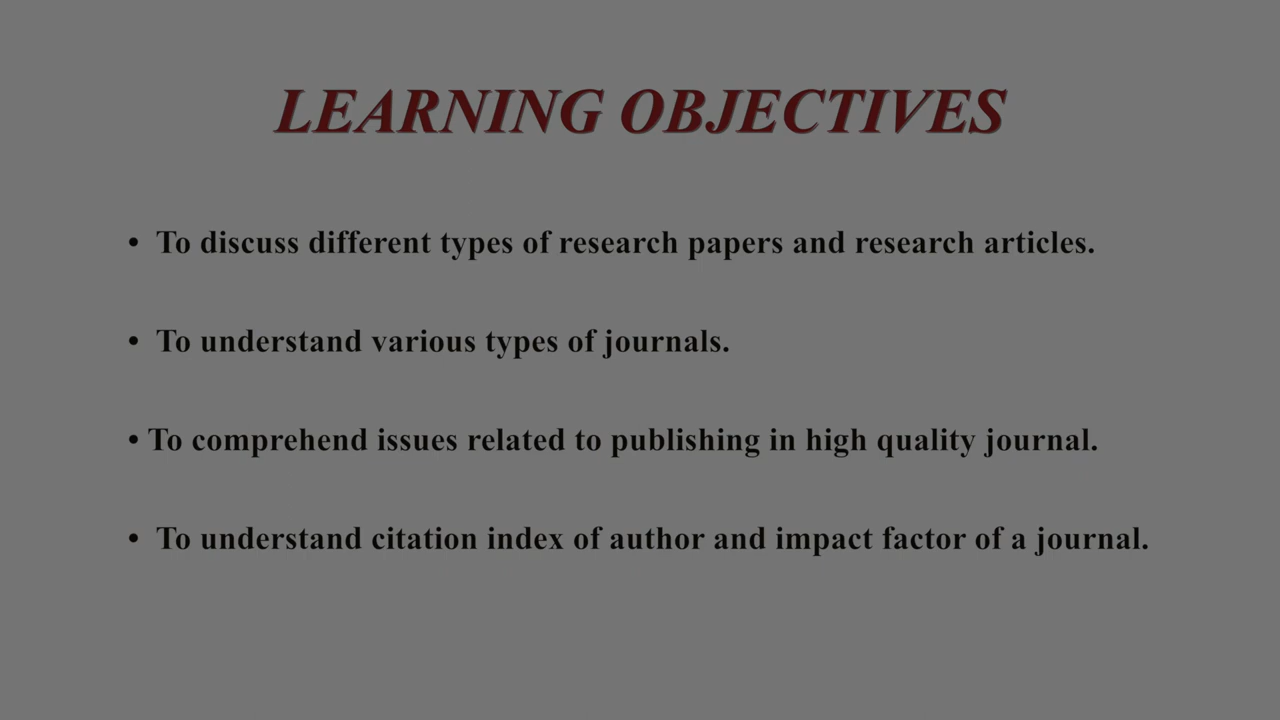 LEARNING OBJECTIVES
• To discuss different types of research papers and research articles.
• To understand various types of journals.
• To comprehend issues related to publishing in high quality journal.
• To understand citation index of author and impact factor of a journal.